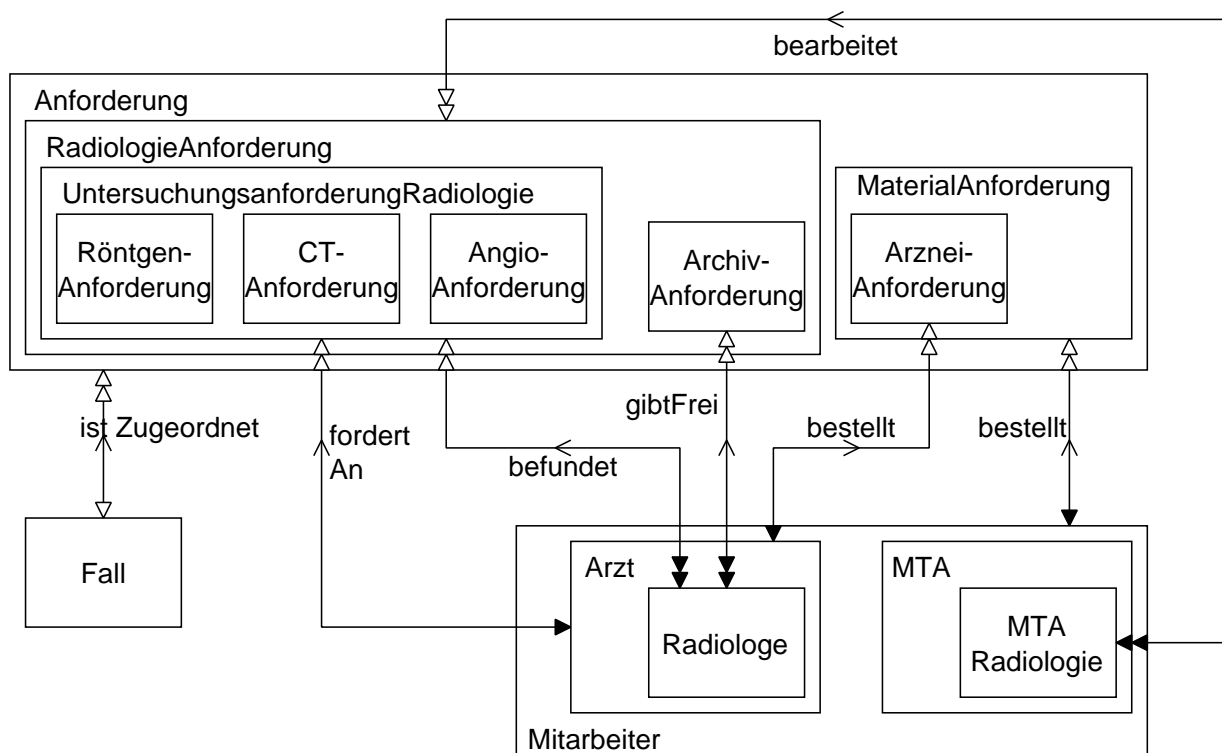 bearbeitet
Anforderung
RadiologieAnforderung
UntersuchungsanforderungRadiologie
MaterialAnforderung
Röntgen-
Anforderung
CT-
Anforderung
Angio-
Anforderung
Archiv-
Anforderung
Arznei-
Anforderung
ist Zugeordnet
fordert
An
befundet
gibtFrei
bestellt
bestellt
Fall
Arzt
Radiologe
MTA
MTA
Radiologie
Mitarbeiter